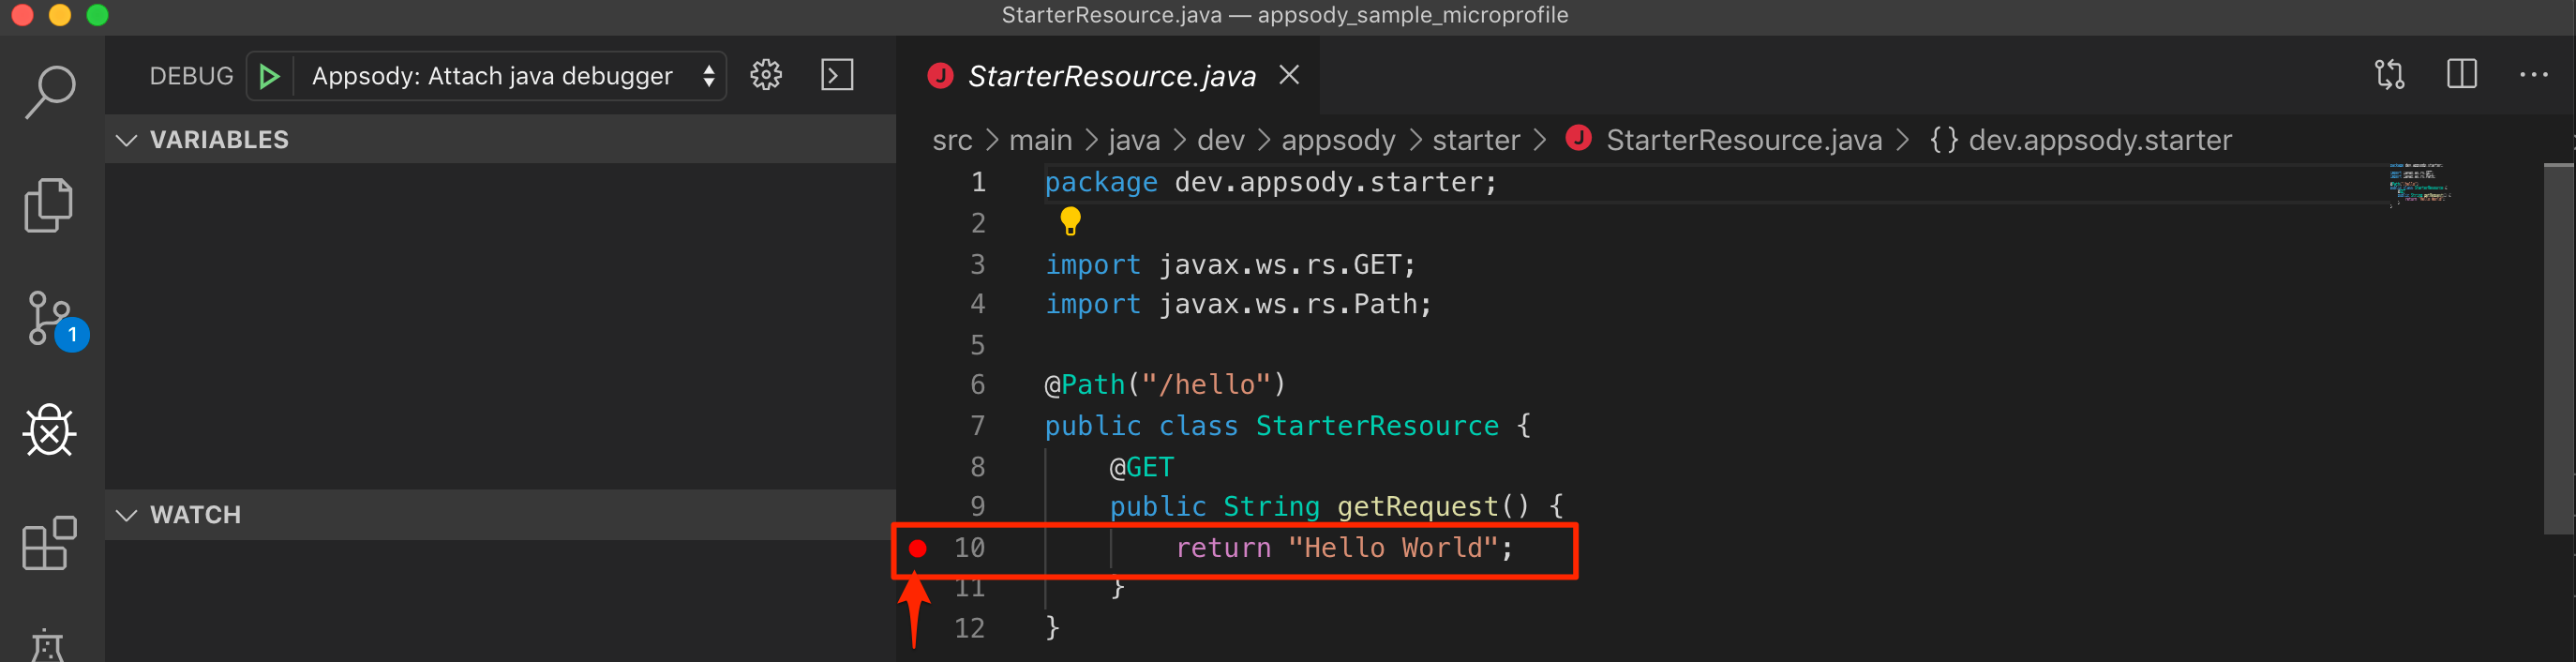 StarterResource.java — appsody_sample_microprofile
DEBUG Appsody: Attach java debugger
VARIABLES
1
WATCH
J StarterResource.java
src > main > java > dev > appsody > starter > J StarterResource.java > {} dev.appsody.starter
1 package dev.appsody.starter;
2
3 import javax.ws.rs.GET;
4 import javax.ws.rs.Path;
5
6 @Path("/hello")
7 public class StarterResource {
8 @GET
9 public String getRequest() {
10 return "Hello World";
11 }
12 }